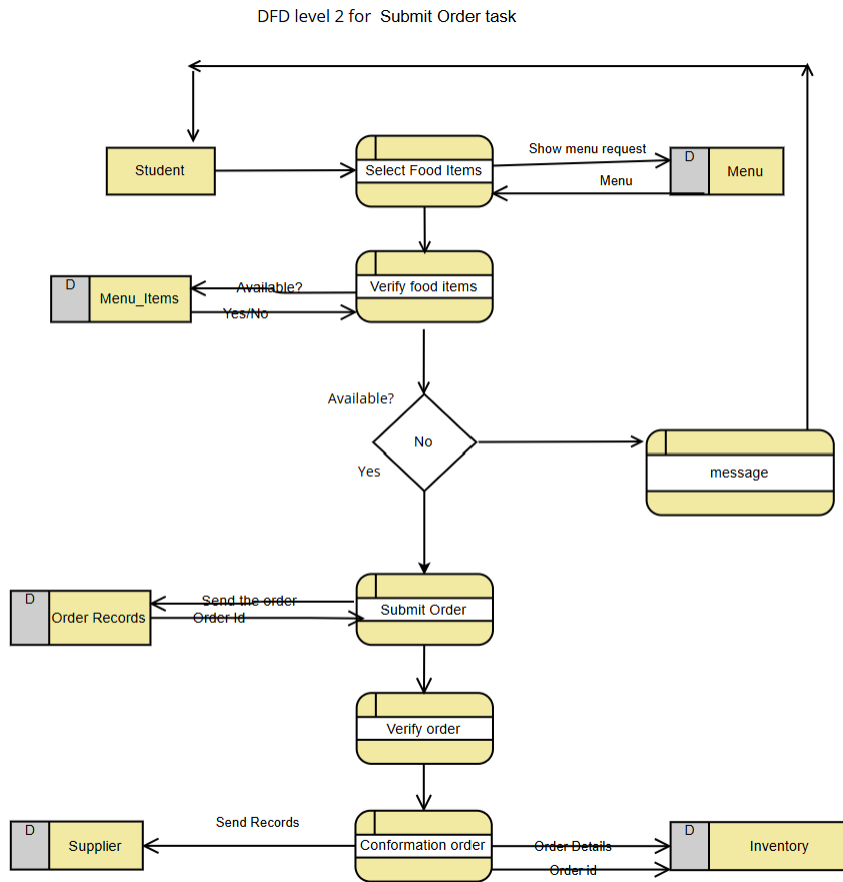 DFD level 2 for Submit Order task
Student
Select Food Items
Show menu request
Menu
D
Menu
D
Menu_Items
Available?
Yes/No
Verify food items
Available?
No
Yes
message
D
Order Records
Send the order
Order Id
Submit Order
Verify order
D
Supplier
Send Records
Conformation order
Order Details
Order id
D
Inventory